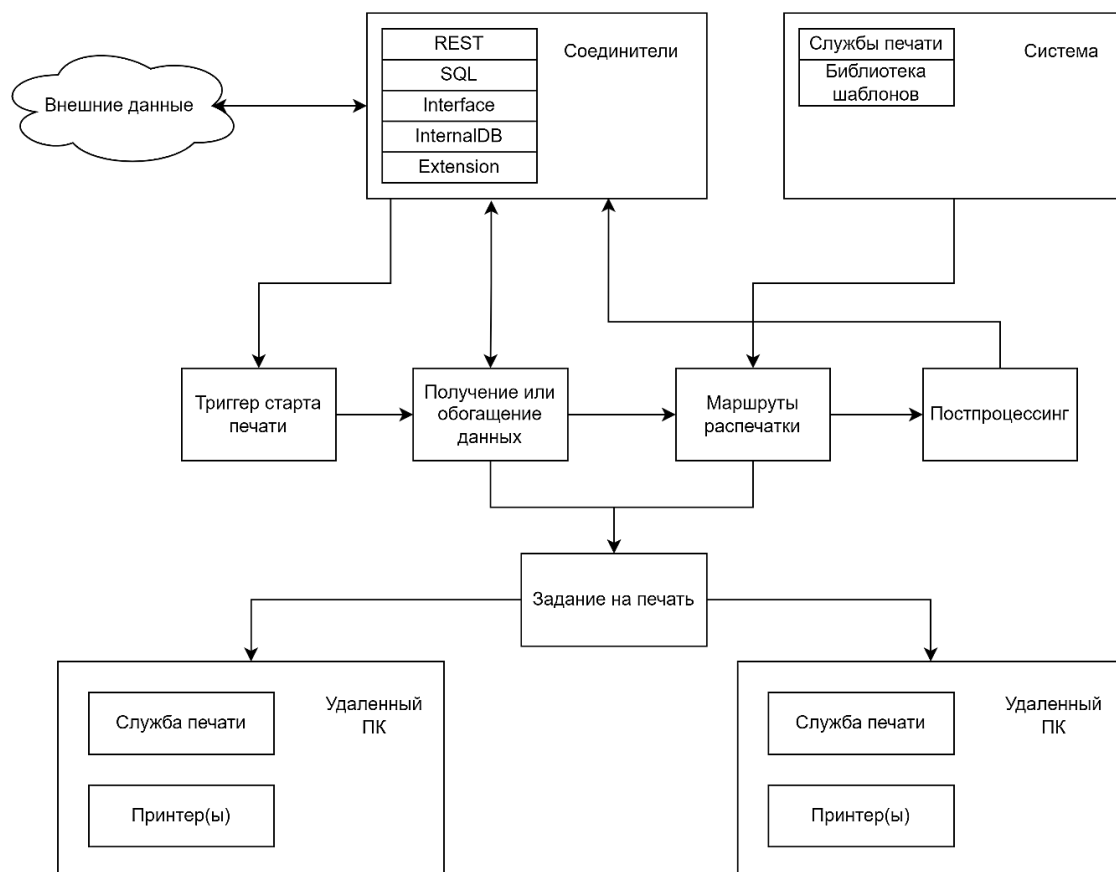 Внешние данные
REST
SQL
Interface
InternalDB
Extension
Соединители
Службы печати
Библиотека
шаблонов
Система
Триггер старта
печати
Получение или
обогащение
данных
Маршруты
распечатки
Постпроцессинг
Задание на печать
Служба печати
Принтер(ы)
Удаленный
ПК
Служба печати
Принтер(ы)
Удаленный
ПК